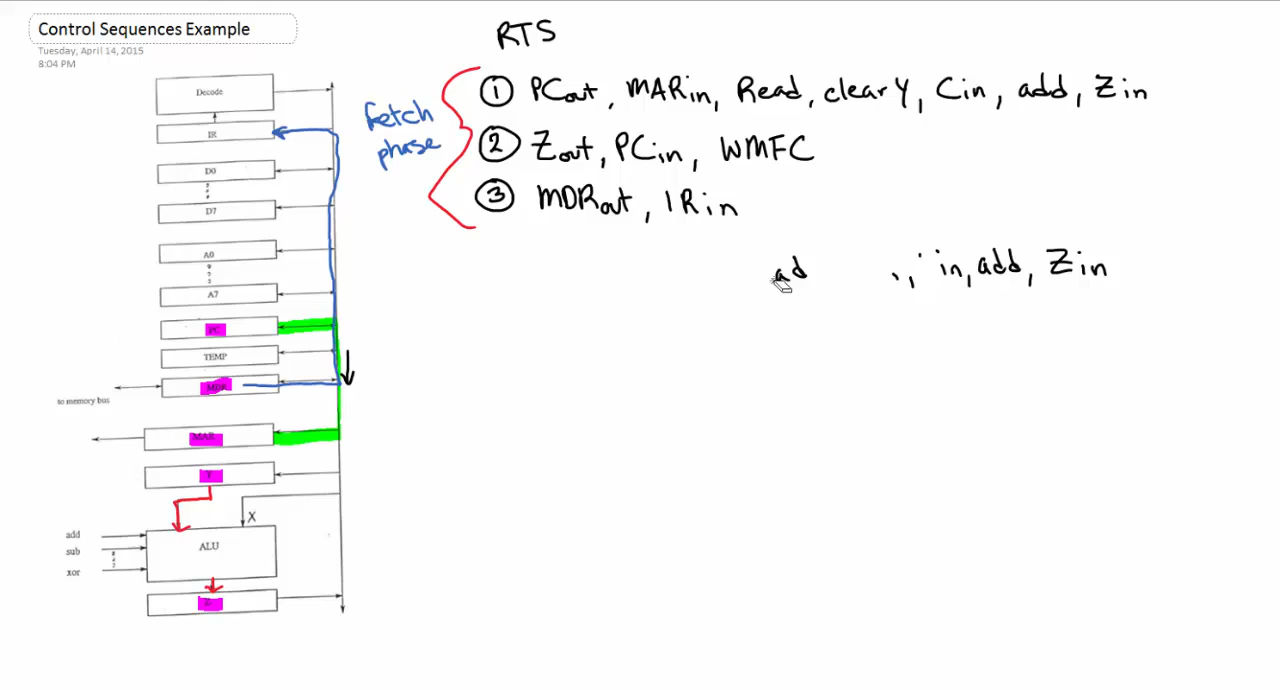 Control Sequences Example
Tuesday, April 14, 2015
8:04 PM
RTS
① PCout, MARin, Read, clear Y, Cin, add, Zin
② Zout, PCin, WMFC
③ MDRout, IRin
ad in, add, Zin
fetch
phase
Decode
IR
D0
D7
A0
A7
PC
TEMP
MDR
to memory bus
MAR
Y
X
ALU
add
sub
xor